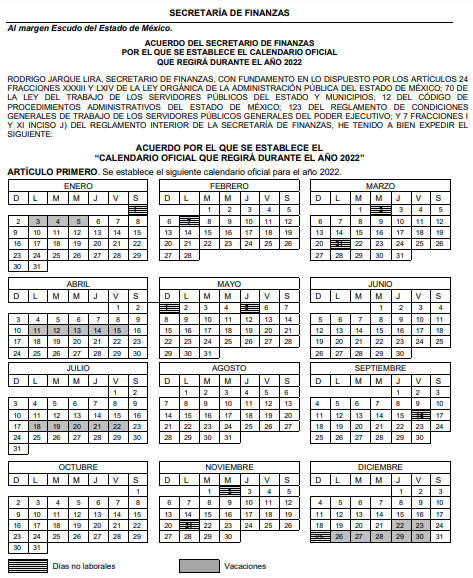 SECRETARÍA DE FINANZAS
Al margen Escudo del Estado de México.
ACUERDO DEL SECRETARIO DE FINANZAS
POR EL QUE SE ESTABLECE EL CALENDARIO OFICIAL
QUE REGIRÁ DURANTE EL AÑO 2022
RODRIGO JARQUE LIRA, SECRETARIO DE FINANZAS, CON FUNDAMENTO EN LO DISPUESTO POR LOS ARTÍCULOS 24
FRACCIONES XXXIII Y LXIV DE LA LEY ORGÁNICA DE LA ADMINISTRACIÓN PÚBLICA DEL ESTADO DE MÉXICO; 70 DE
LA LEY DEL TRABAJO DE LOS SERVIDORES PÚBLICOS DEL ESTADO Y MUNICIPIOS; 12 DEL CÓDIGO DE
PROCEDIMIENTOS ADMINISTRATIVOS DEL ESTADO DE MÉXICO; 123 DEL REGLAMENTO DE CONDICIONES
GENERALES DE TRABAJO DE LOS SERVIDORES PÚBLICOS GENERALES DEL PODER EJECUTIVO; Y 7 FRACCIONES I
Y XI INCISO J) DEL REGLAMENTO INTERIOR DE LA SECRETARÍA DE FINANZAS, HE TENIDO A BIEN EXPEDIR EL
SIGUIENTE:
ACUERDO POR EL QUE SE ESTABLECE EL
“CALENDARIO OFICIAL QUE REGIRÁ DURANTE EL AÑO 2022”
ARTÍCULO PRIMERO. Se establece el siguiente calendario oficial para el año 2022.
ENERO
D L M M J V S
1
2 3 4 5 6 7 8
9 10 11 12 13 14 15
16 17 18 19 20 21 22
23 24 25 26 27 28 29
30 31
FEBRERO
D L M M J V S
1 2 3 4 5
6 7 8 9 10 11 12
13 14 15 16 17 18 19
20 21 22 23 24 25 26
27 28
MARZO
D L M M J V S
1 2 3 4 5
6 7 8 9 10 11 12
13 14 15 16 17 18 19
20 21 22 23 24 25 26
27 28 29 30 31
ABRIL
D L M M J V S
1 2
3 4 5 6 7 8 9
10 11 12 13 14 15 16
17 18 19 20 21 22 23
24 25 26 27 28 29 30
MAYO
D L M M J V S
1 2 3 4 5 6 7
8 9 10 11 12 13 14
15 16 17 18 19 20 21
22 23 24 25 26 27 28
29 30 31
JUNIO
D L M M J V S
1 2 3 4
5 6 7 8 9 10 11
12 13 14 15 16 17 18
19 20 21 22 23 24 25
26 27 28 29 30
JULIO
D L M M J V S
1 2
3 4 5 6 7 8 9
10 11 12 13 14 15 16
17 18 19 20 21 22 23
24 25 26 27 28 29 30
31
AGOSTO
D L M M J V S
1 2 3 4 5 6
7 8 9 10 11 12 13
14 15 16 17 18 19 20
21 22 23 24 25 26 27
28 29 30 31
SEPTIEMBRE
D L M M J V S
1 2 3
4 5 6 7 8 9 10
11 12 13 14 15 16 17
18 19 20 21 22 23 24
25 26 27 28 29 30
OCTUBRE
D L M M J V S
1
2 3 4 5 6 7 8
9 10 11 12 13 14 15
16 17 18 19 20 21 22
23 24 25 26 27 28 29
30 31
NOVIEMBRE
D L M M J V S
1 2 3 4 5
6 7 8 9 10 11 12
13 14 15 16 17 18 19
20 21 22 23 24 25 26
27 28 29 30
DICIEMBRE
D L M M J V S
1 2 3
4 5 6 7 8 9 10
11 12 13 14 15 16 17
18 19 20 21 22 23 24
25 26 27 28 29 30 31
Días no laborales Vacaciones